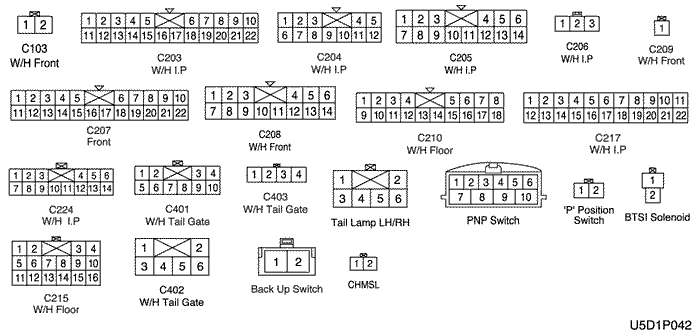 1 2
C103
W/H Front
1 2 3 4 5 6 7 8 9 10
11 12 13 14 15 16 17 18 19 20 21 22
C203
W/H I.P
1 2 3 4 5
6 7 8 9 10 11 12
C204
W/H I.P
1 2 3 4 5 6
7 8 9 10 11 12 13 14
C205
W/H I.P
1 2 3
C206
W/H I.P
1
C209
W/H Front
1 2 3 4 5 6 7 8 9 10
11 12 13 14 15 16 17 18 19 20 21 22
C207
Front
1 2 3 4 5 6
7 8 9 10 11 12 13 14
C208
W/H Front
1 2 3 4 5 6 7 8
9 10 11 12 13 14 15 16 17 18
C210
W/H Floor
1 2 3 4 5 6 7 8 9 10 11
12 13 14 15 16 17 18 19 20 21 22
C217
W/H I.P
1 2 3 4 5 6
7 8 9 10 11 12 13 14
C224
W/H I.P
1 2 3 4
5 6 7 8 9 10
C401
W/H Tail Gate
1 2 3 4
C403
W/H Tail Gate
1 2
3 4 5 6
Tail Lamp LH/RH
1 2 3 4 5 6
7 8 9 10
PNP Switch
1 2
'P' Position
Switch
1
2
BTSI Solenoid
1 2 3 4
5 6 7 8 9 10
11 12 13 14 15 16
C215
W/H Floor
1 2
3 4 5 6
C402
W/H Tail Gate
1 2
Back Up Switch
1 2
CHMSL
U5D1P042